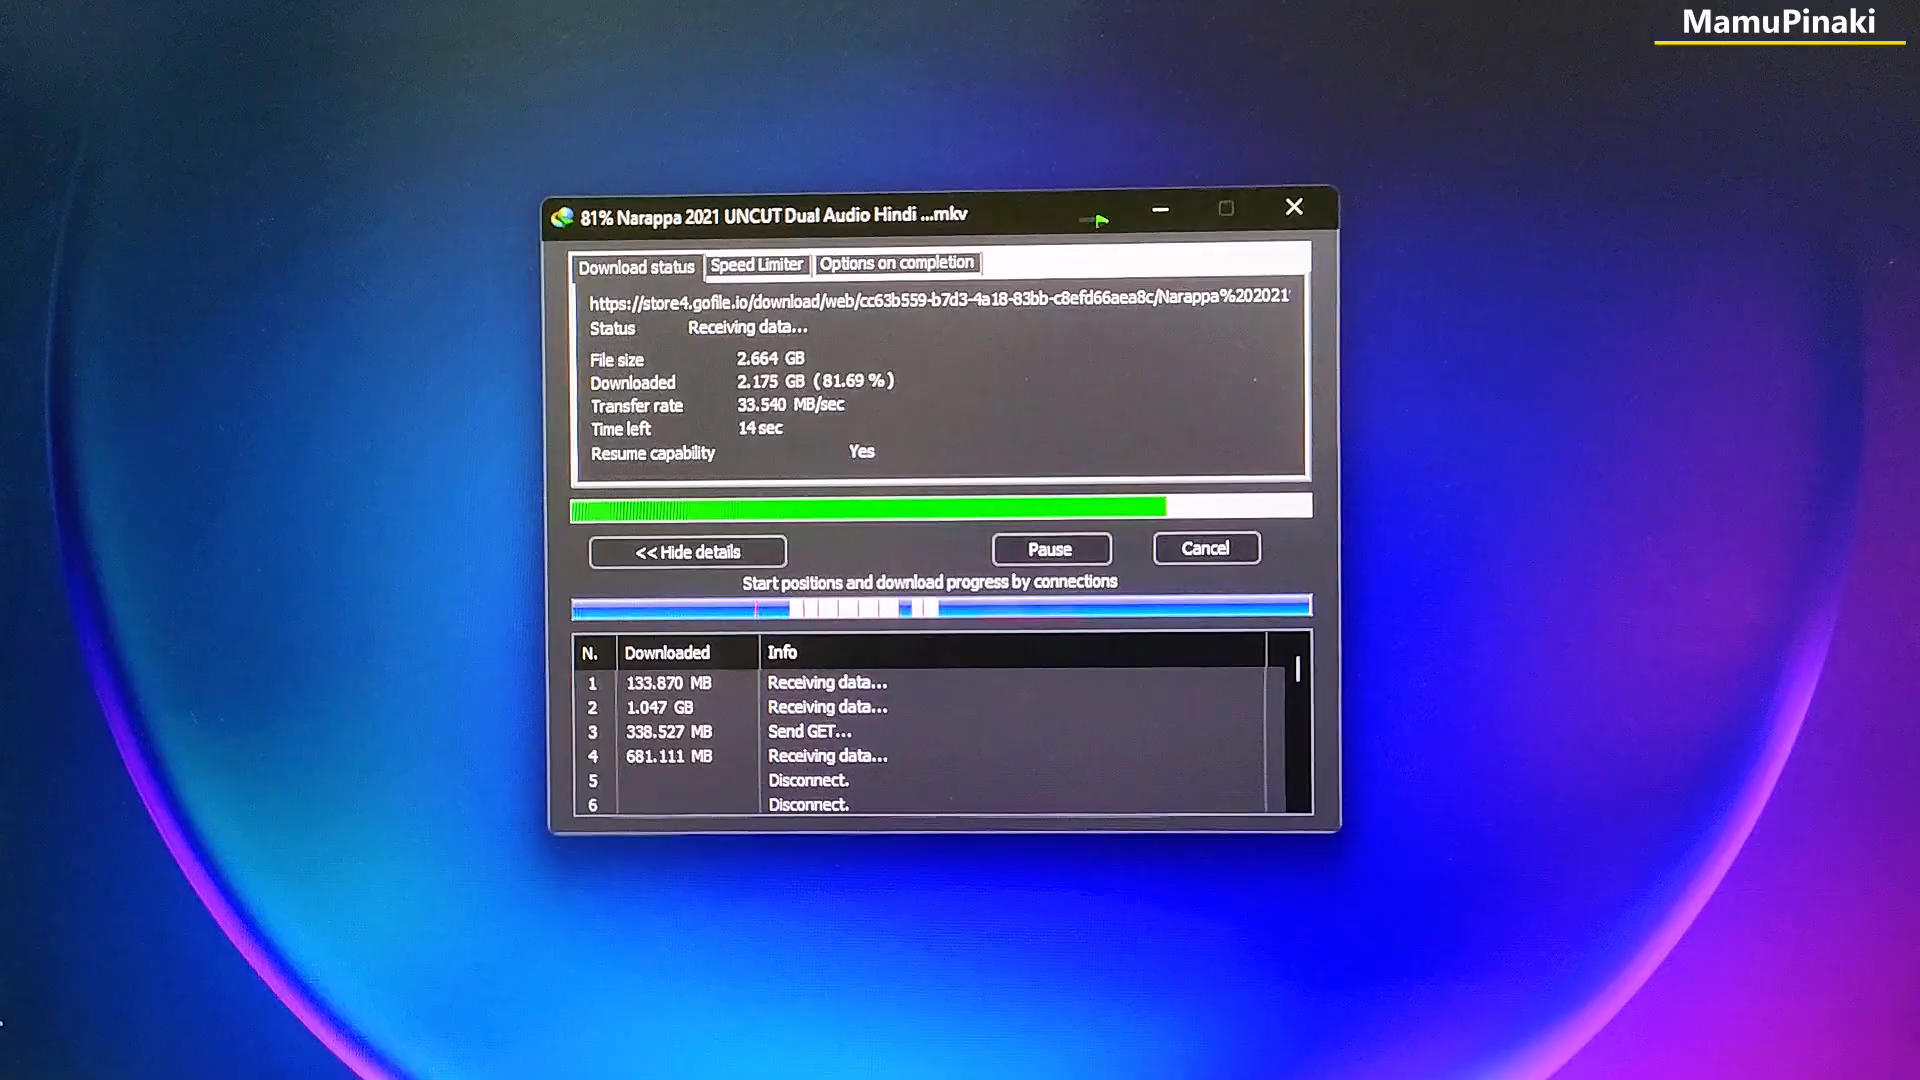 MamuPinaki
81% Narappa 2021 UNCUT Dual Audio Hindi ...mkv
Download status Speed Limiter Options on completion
https://store4.gofile.io/download/web/cc63b559-b7d3-4a18-83bb-c8efd66aea8c/Narappa%202021
Status Receiving data...
File size 2.664 GB
Downloaded 2.175 GB ( 81.69 % )
Transfer rate 33.540 MB/sec
Time left 14 sec
Resume capability Yes
<< Hide details Pause Cancel
Start positions and download progress by connections
N. Downloaded Info
1 133.870 MB Receiving data...
2 1.047 GB Receiving data...
3 338.527 MB Send GET...
4 681.111 MB Receiving data...
5 Disconnect.
6 Disconnect.